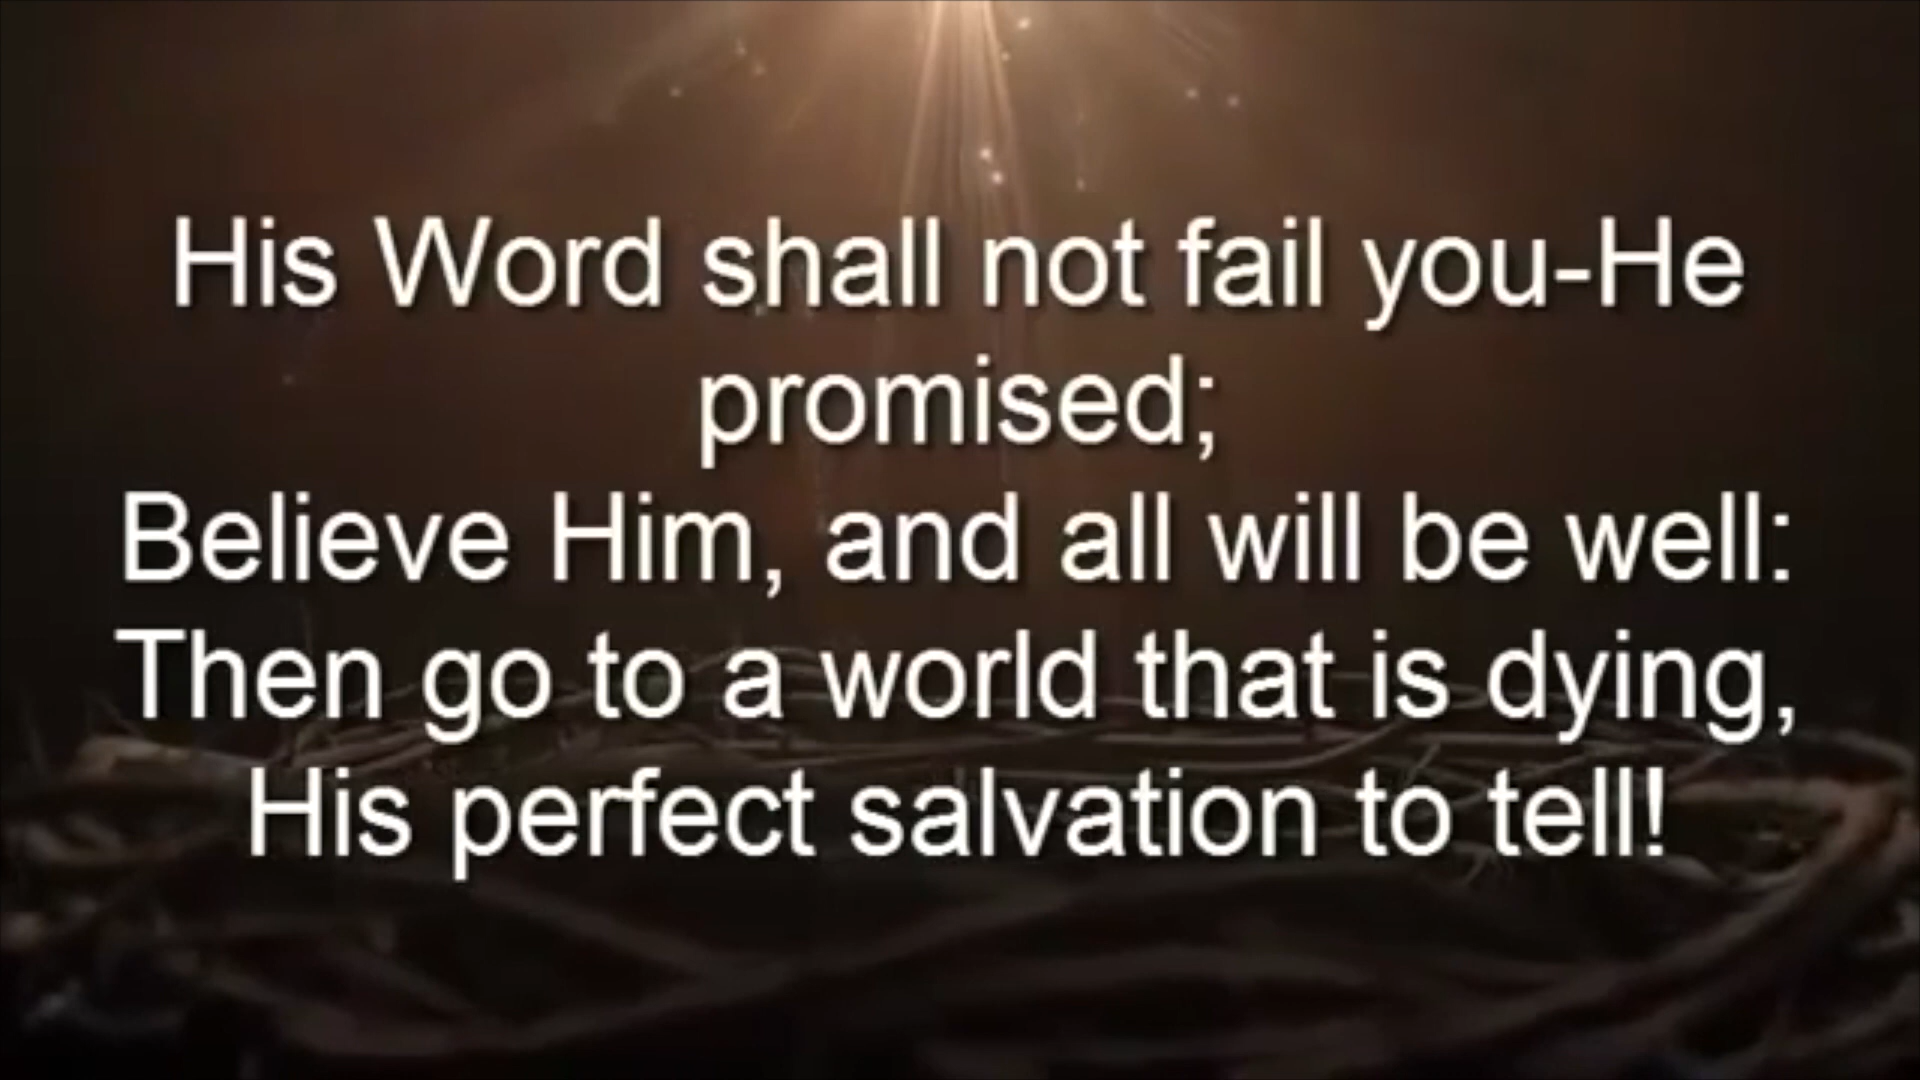 His Word shall not fail you-He
promised;
Believe Him, and all will be well:
Then go to a world that is dying,
His perfect salvation to tell!